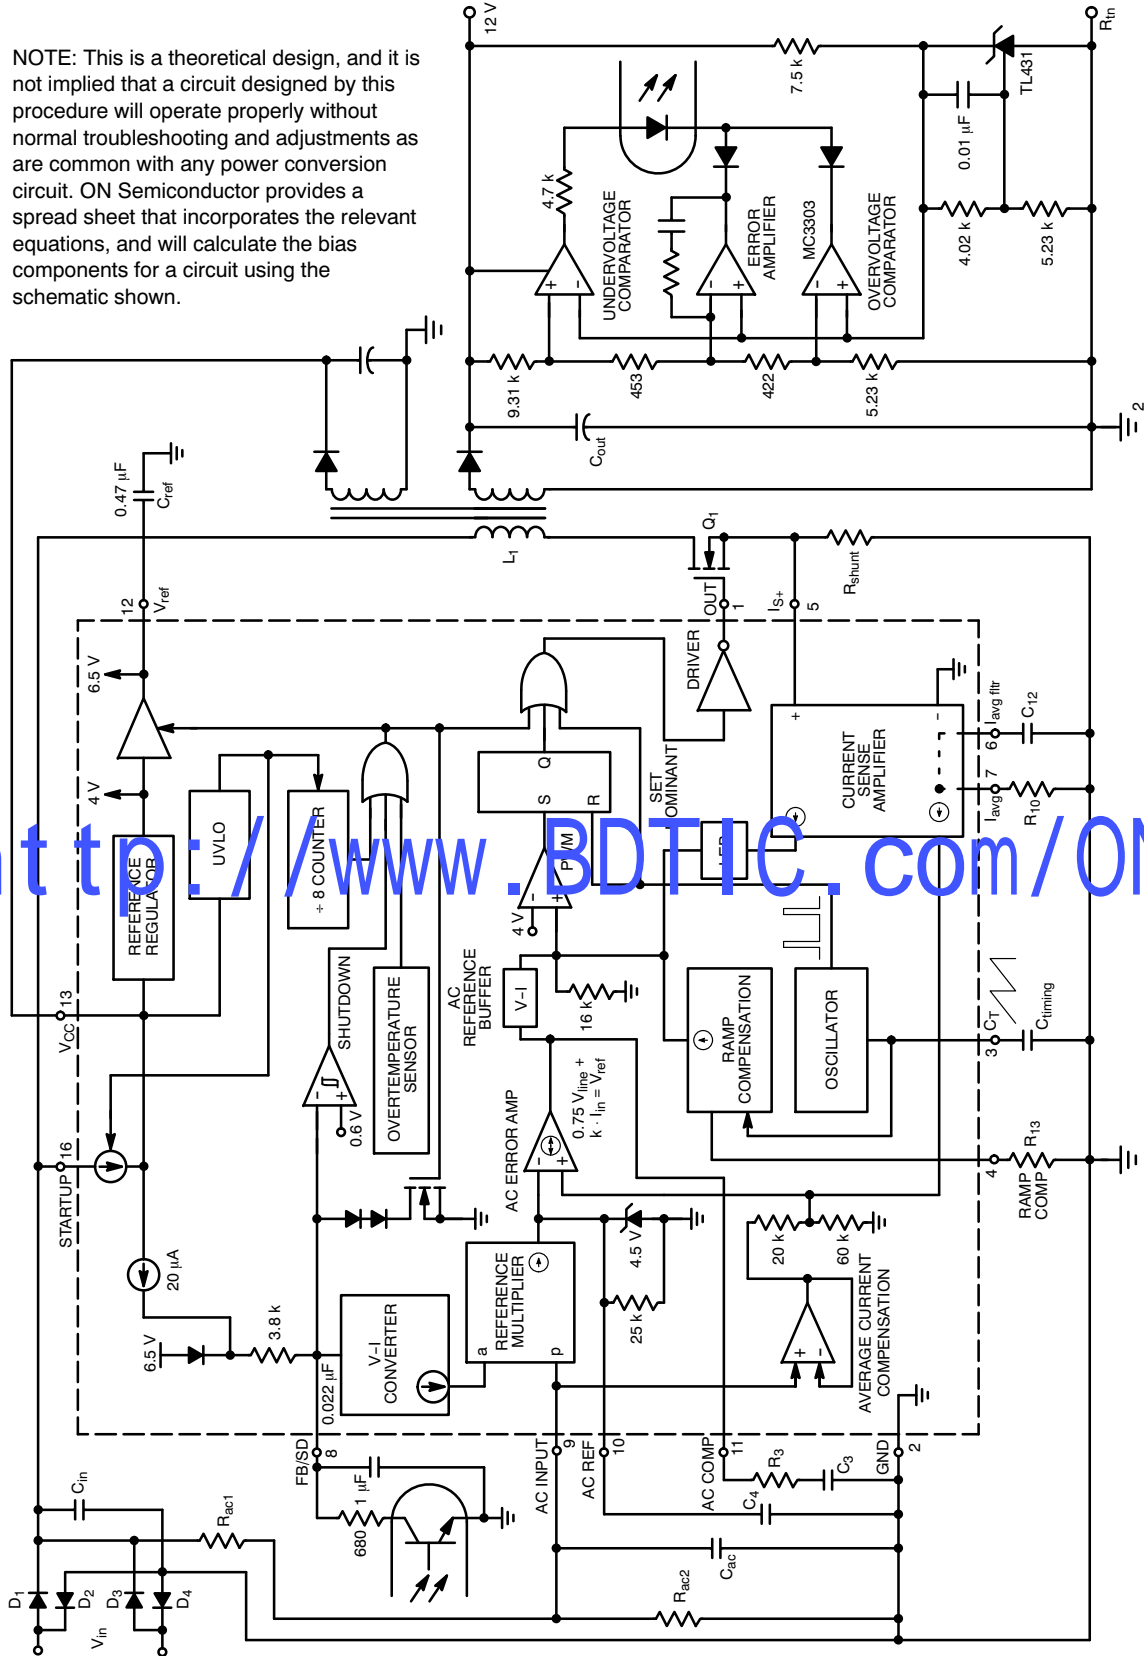 NOTE: This is a theoretical design, and it is
not implied that a circuit designed by this
procedure will operate properly without
normal troubleshooting and adjustments as
are common with any power conversion
circuit. ON Semiconductor provides a
spread sheet that incorporates the relevant
equations, and will calculate the bias
components for a circuit using the
schematic shown.
12 V
Rtn
7.5 k
TL431
0.01 µF
4.02 k
5.23 k
4.7 k
UNDERVOLTAGE
COMPARATOR
ERROR
AMPLIFIER
MC3303
OVERVOLTAGE
COMPARATOR
+
-
-
+
-
+
9.31 k
453
422
5.23 k
Cout
2
0.47 µF
Cref
12
Vref
L1
Q1
OUT
1
IS+
5
Rshunt
6.5 V
4 V
REFERENCE
REGULATOR
UVLO
÷ 8 COUNTER
DRIVER
S
Q
R
SET
DOMINANT
PWM
4 V
-
+
LEB
CURRENT
SENSE
AMPLIFIER
+
-
Iavg fltr
6
C12
Iavg
7
R10
http://www.BDTIC.com/ON
VCC
13
STARTUP
16
20 µA
6.5 V
3.8 k
SHUTDOWN
-
+
0.6 V
OVERTEMPERATURE
SENSOR
AC
REFERENCE
BUFFER
V-I
16 k
RAMP
COMPENSATION
OSCILLATOR
3
CT
Ctiming
4
RAMP
COMP
R13
AC ERROR AMP
-
+
0.75 Vline +
k · Iin = Vref
V-I
CONVERTER
0.022 µF
REFERENCE
MULTIPLIER
a
p
4.5 V
25 k
20 k
60 k
AVERAGE CURRENT
COMPENSATION
+
-
FB/SD
8
AC INPUT
9
AC REF
10
AC COMP
11
GND
2
680
1 µF
R3
C3
C4
Cac
Rac2
Rac1
Cin
D1
D2
D3
D4
Vin